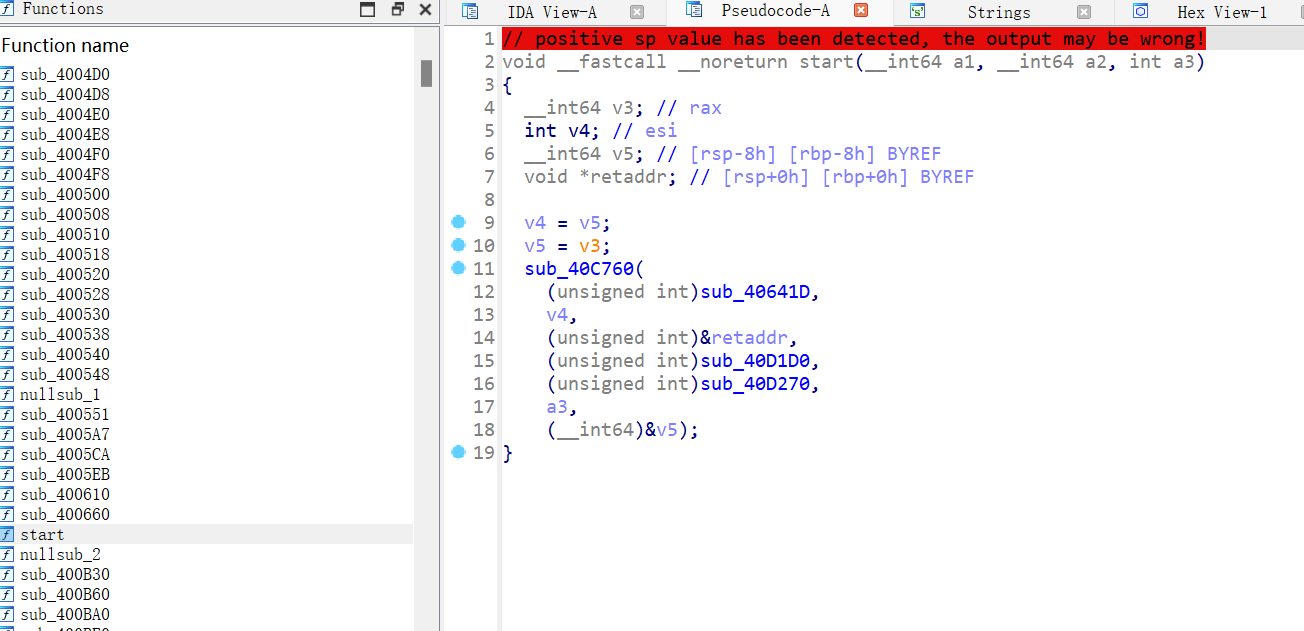 Functions
Function name
f sub_4004D0
f sub_4004D8
f sub_4004E0
f sub_4004E8
f sub_4004F0
f sub_4004F8
f sub_400500
f sub_400508
f sub_400510
f sub_400518
f sub_400520
f sub_400528
f sub_400530
f sub_400538
f sub_400540
f sub_400548
f nullsub_1
f sub_400551
f sub_4005A7
f sub_4005CA
f sub_4005EB
f sub_400610
f sub_400660
f start
f nullsub_2
f sub_400B30
f sub_400B60
f sub_400BA0
IDA View-A
Pseudocode-A
Strings
Hex View-1
1 // positive sp value has been detected, the output may be wrong!
2 void __fastcall __noreturn start(__int64 a1, __int64 a2, int a3)
3 {
4 __int64 v3; // rax
5 int v4; // esi
6 __int64 v5; // [rsp-8h] [rbp-8h] BYREF
7 void *retaddr; // [rsp+0h] [rbp+0h] BYREF
8
9 v4 = v5;
10 v5 = v3;
11 sub_40C760(
12 (unsigned int)sub_40641D,
13 v4,
14 (unsigned int)&retaddr,
15 (unsigned int)sub_40D1D0,
16 (unsigned int)sub_40D270,
17 a3,
18 (__int64)&v5);
19 }